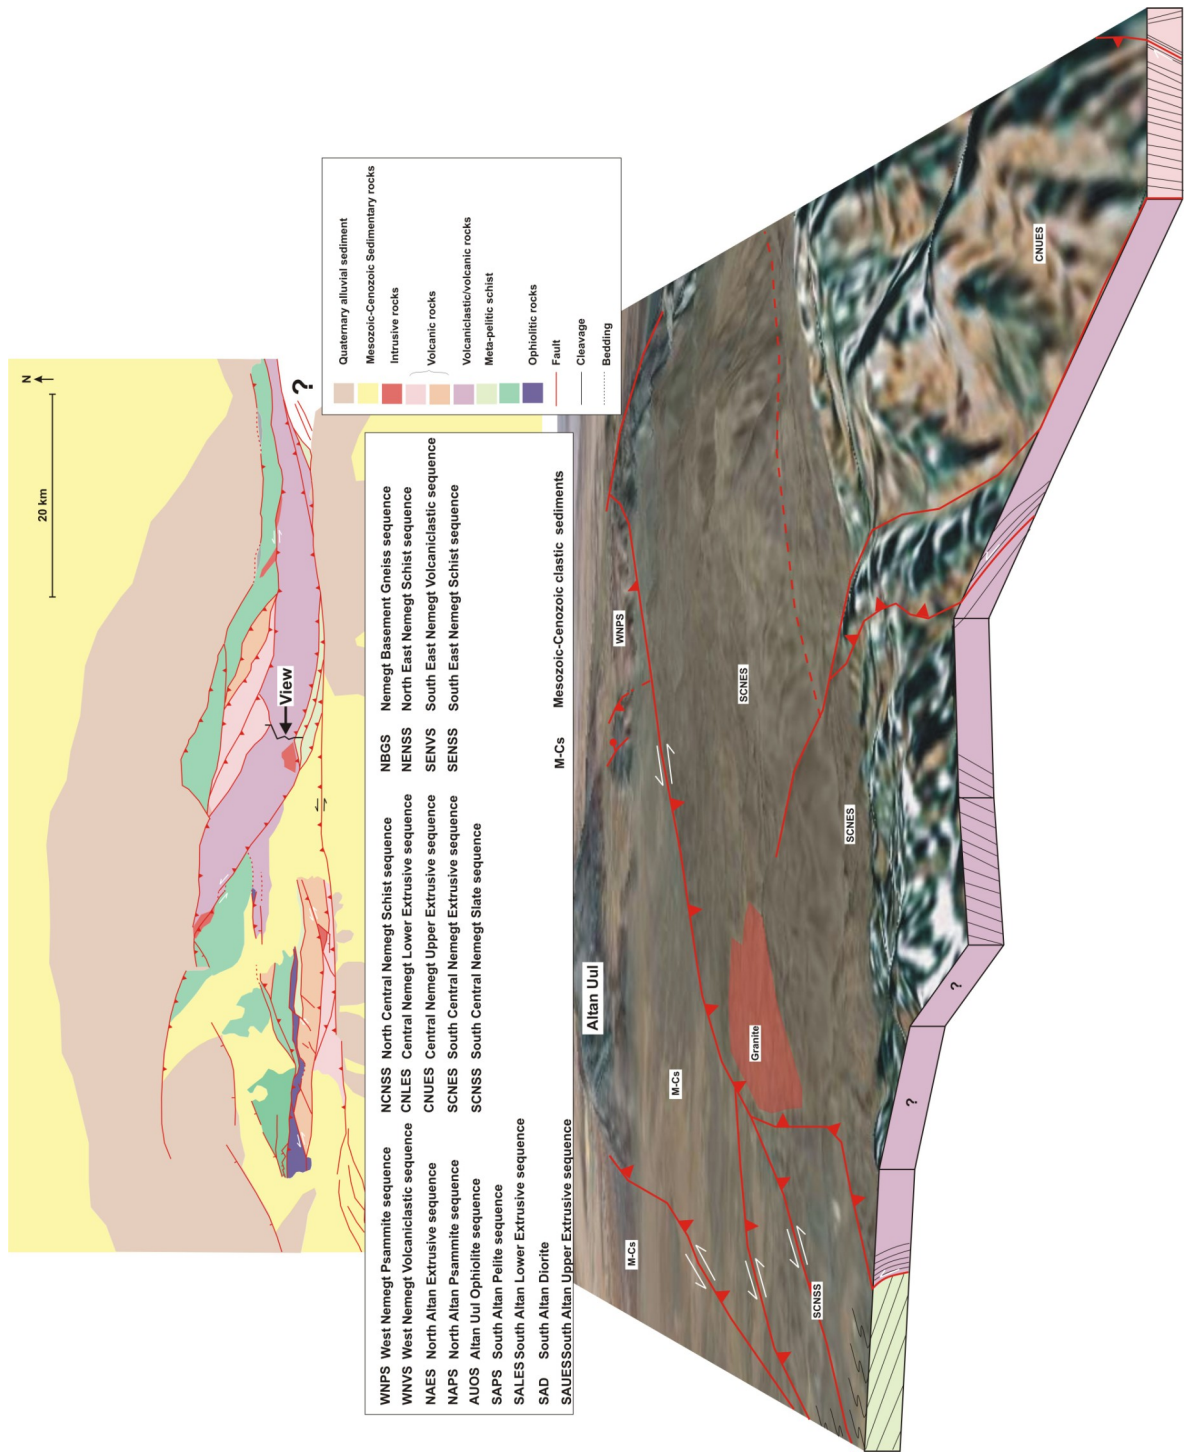 N
20 km
?
View
Quaternary alluvial sediment
Mesozoic-Cenozoic Sedimentary rocks
Intrusive rocks
Volcanic rocks
Volcaniclastic/volcanic rocks
Meta-pelitic schist
Ophiolitic rocks
Fault
Cleavage
Bedding
WNPS West Nemegt Psammite sequence
WNVS West Nemegt Volcaniclastic sequence
NAES North Altan Extrusive sequence
NAPS North Altan Psammite sequence
AUOS Altan Uul Ophiolite sequence
SAPS South Altan Pelite sequence
SALES South Altan Lower Extrusive sequence
SAD South Altan Diorite
SAUES South Altan Upper Extrusive sequence
NCNSS North Central Nemegt Schist sequence
CNLES Central Nemegt Lower Extrusive sequence
CNUES Central Nemegt Upper Extrusive sequence
SCNES South Central Nemegt Extrusive sequence
SCNSS South Central Nemegt Slate sequence
NBGS Nemegt Basement Gneiss sequence
NENSS North East Nemegt Schist sequence
SENVS South East Nemegt Volcaniclastic sequence
SENSS South East Nemegt Schist sequence
M-Cs Mesozoic-Cenozoic clastic sediments
Altan Uul
WNPS
M-Cs
M-Cs
SCNES
Granite
SCNES
CNUES
SCNSS
?
?